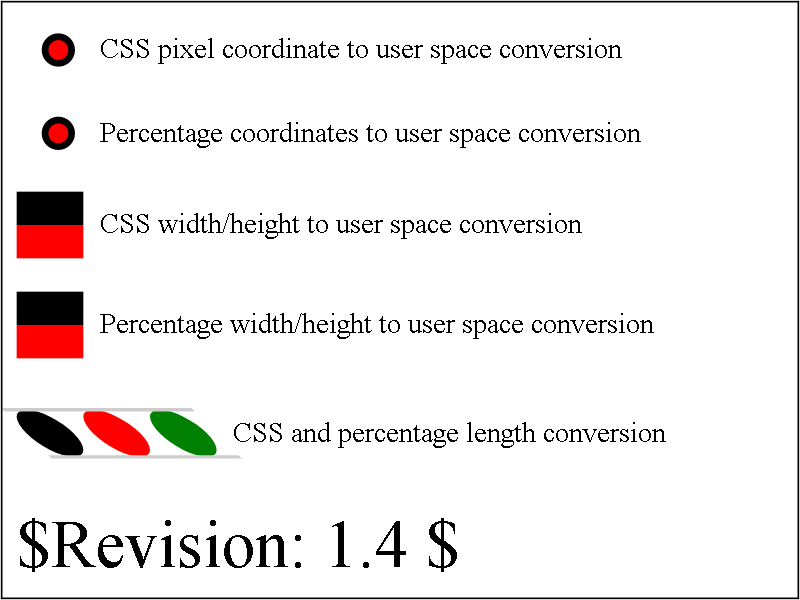 CSS pixel coordinate to user space conversion
Percentage coordinates to user space conversion
CSS width/height to user space conversion
Percentage width/height to user space conversion
CSS and percentage length conversion
$Revision: 1.4 $